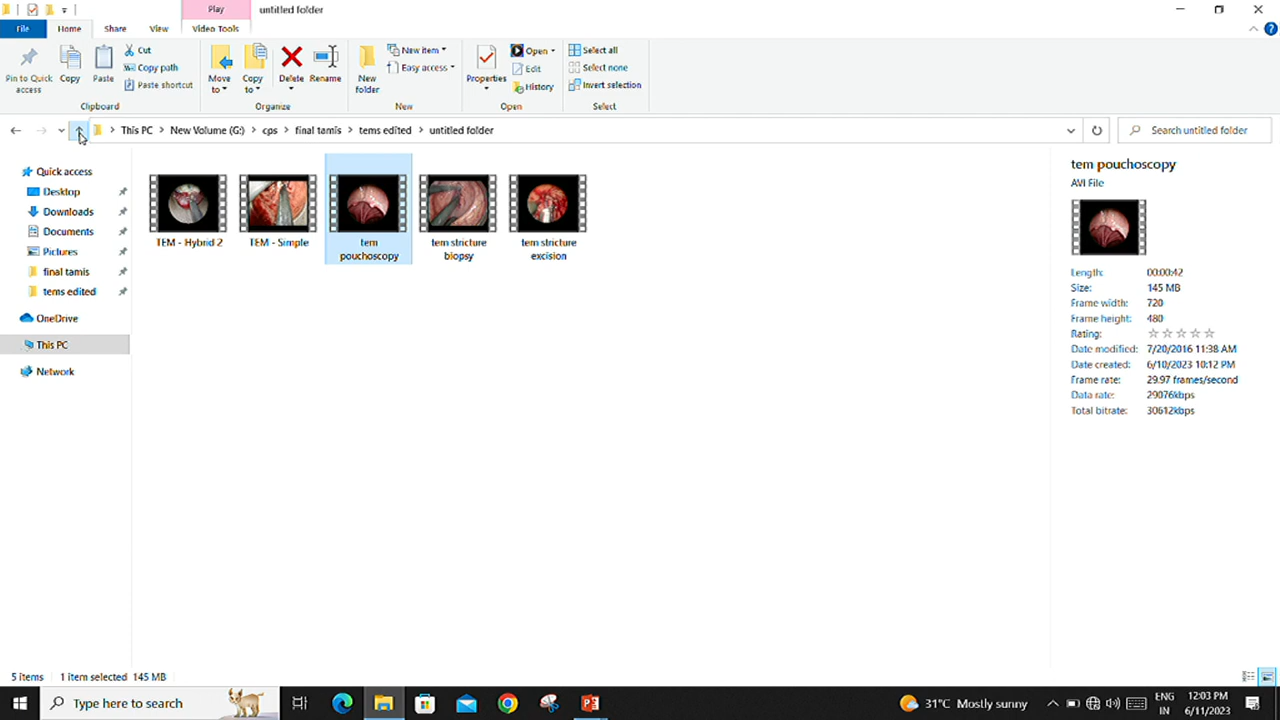 Play
untitled folder
File
Home
Share
View
Video Tools
Pin to Quick
access
Copy
Paste
Cut
Copy path
Paste shortcut
Clipboard
Move
to
Copy
to
Delete
Rename
Organize
New
folder
New item
Easy access
New
Properties
Open
Edit
History
Open
Select all
Select none
Invert selection
Select
This PC > New Volume (G:) > cps > final tamis > tems edited > untitled folder
Search untitled folder
Quick access
Desktop
Downloads
Documents
Pictures
final tamis
tems edited
OneDrive
This PC
Network
TEM - Hybrid 2
TEM - Simple
tem
pouchoscopy
tem stricture
biopsy
tem stricture
excision
tem pouchoscopy
AVI File
Length: 00:00:42
Size: 145 MB
Frame width: 720
Frame height: 480
Rating:
Date modified: 7/20/2016 11:38 AM
Date created: 6/10/2023 10:12 PM
Frame rate: 29.97 frames/second
Data rate: 29076kbps
Total bitrate: 30612kbps
5 items 1 item selected 145 MB
Type here to search
31°C Mostly sunny
ENG
IN
12:03 PM
6/11/2023